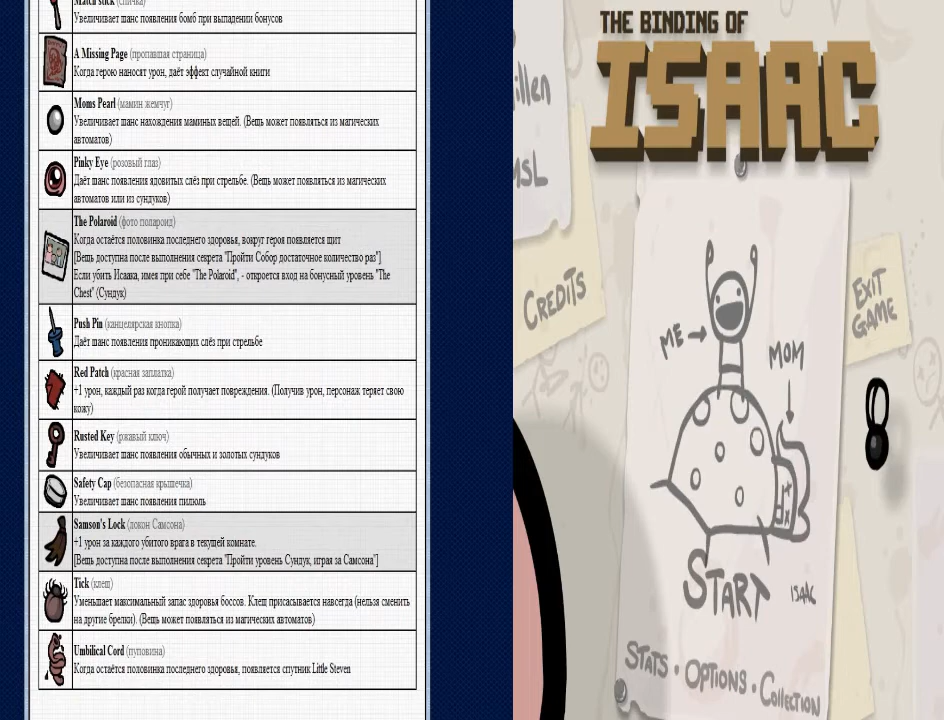 Match stick (спичка)
Увеличивает шанс появления бомб при выпадении бонусов
A Missing Page (пропавшая страница)
Когда герою наносят урон, даёт эффект случайной книги
Moms Pearl (мамин жемчуг)
Увеличивает шанс нахождения маминых вещей. (Вещь может появляться из магических
автоматов)
Pinky Eye (розовый глаз)
Даёт шанс появления ядовитых слёз при стрельбе. (Вещь может появляться из магических
автоматов или из сундуков)
The Polaroid (фото полароид)
Когда остаётся половинка последнего здоровья, вокруг героя появляется щит
[Вещь доступна после выполнения секрета "Пройти Собор достаточное количество раз"]
Если убить Исаака, имея при себе "The Polaroid", - откроется вход на бонусный уровень "The
Chest" (Сундук)
Push Pin (канцелярская кнопка)
Даёт шанс появления проникающих слёз при стрельбе
Red Patch (красная заплатка)
+1 урон, каждый раз когда герой получает повреждения. (Получив урон, персонаж теряет свою
кожу)
Rusted Key (ржавый ключ)
Увеличивает шанс появления обычных и золотых сундуков
Safety Cap (безопасная крышечка)
Увеличивает шанс появления пилюль
Samson's Lock (локон Самсона)
+1 урон за каждого убитого врага в текущей комнате.
[Вещь доступна после выполнения секрета "Пройти уровень Сундук, играя за Самсона"]
Tick (клещ)
Уменьшает максимальный запас здоровья боссов. Клещ присасывается навсегда (нельзя сменить
на другие брелки). (Вещь может появляться из магических автоматов)
Umbilical Cord (пуповина)
Когда остаётся половинка последнего здоровья, появляется спутник Little Steven
THE BINDING OF
ISAAC
CREDITS
EXIT
GAME
ME
MOM
START
ISAAC
STATS • OPTIONS • COLLECTION